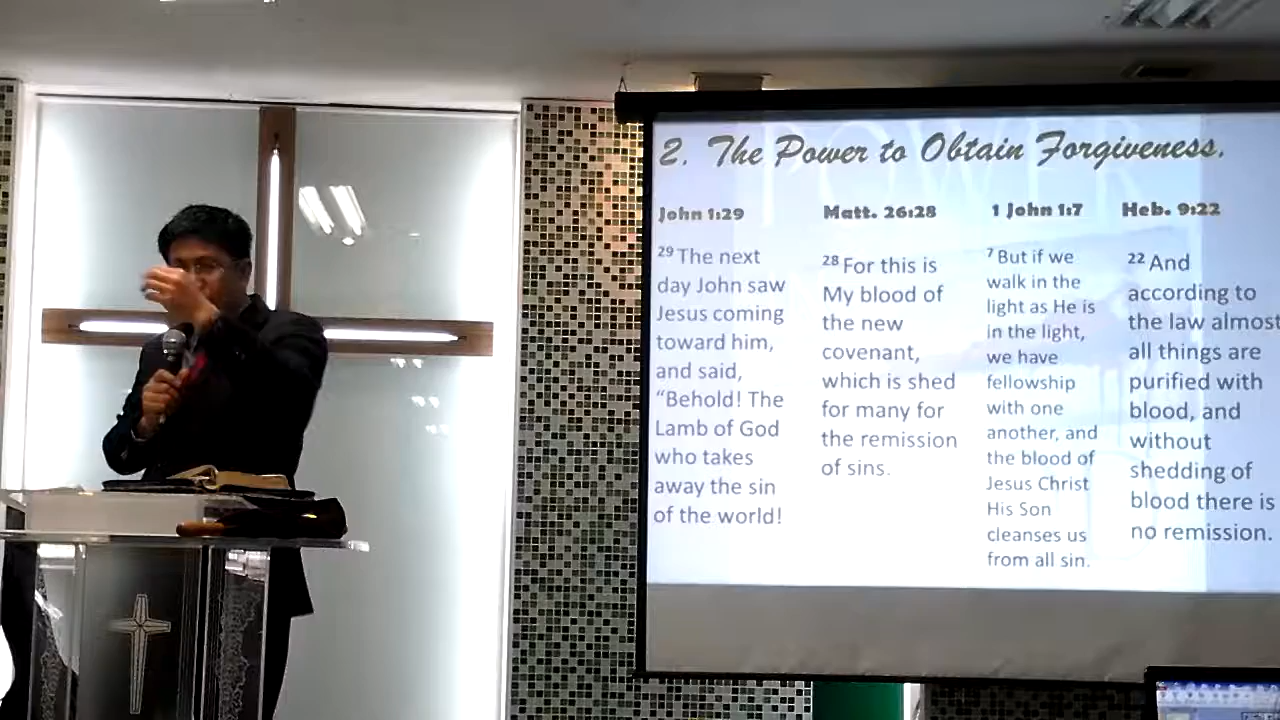 2. The Power to Obtain Forgiveness.
John 1:29
29 The next
day John saw
Jesus coming
toward him,
and said,
“Behold! The
Lamb of God
who takes
away the sin
of the world!
Matt. 26:28
28 For this is
My blood of
the new
covenant,
which is shed
for many for
the remission
of sins.
1 John 1:7
7 But if we
walk in the
light as He is
in the light,
we have
fellowship
with one
another, and
the blood of
Jesus Christ
His Son
cleanses us
from all sin.
Heb. 9:22
22 And
according to
the law almost
all things are
purified with
blood, and
without
shedding of
blood there is
no remission.
POWER